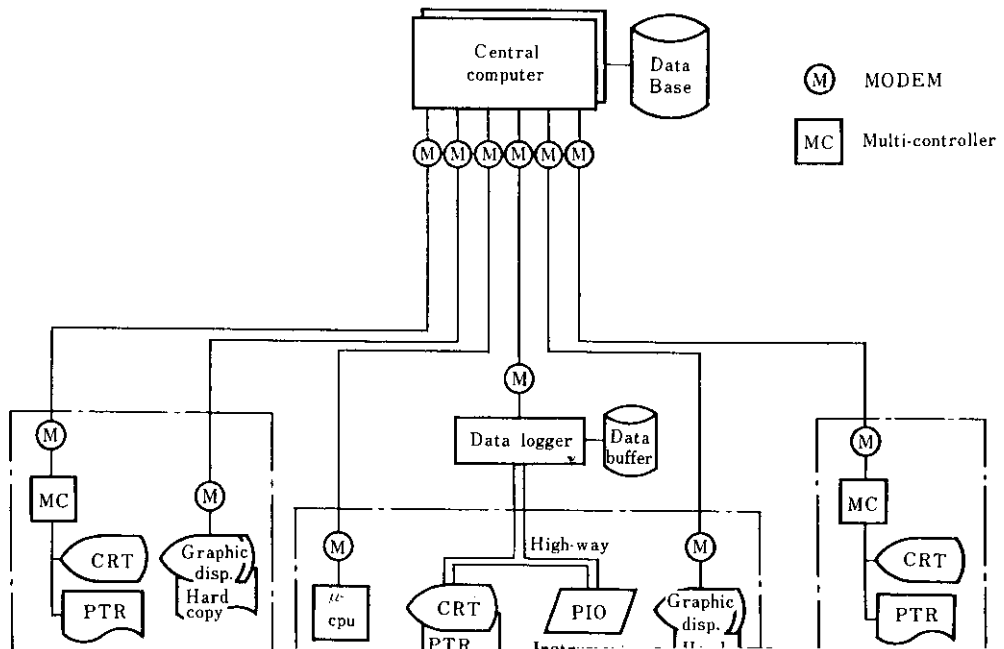 Central
computer
Data
Base
M MODEM
MC Multi-controller
M M M M M M
M
Data logger
Data
buffer
M
MC
CRT
PTR
M
Graphic
disp.
Hard
copy
M
μ-
cpu
High-way
CRT
PTR
PIO
M
Graphic
disp.
M
MC
CRT
PTR